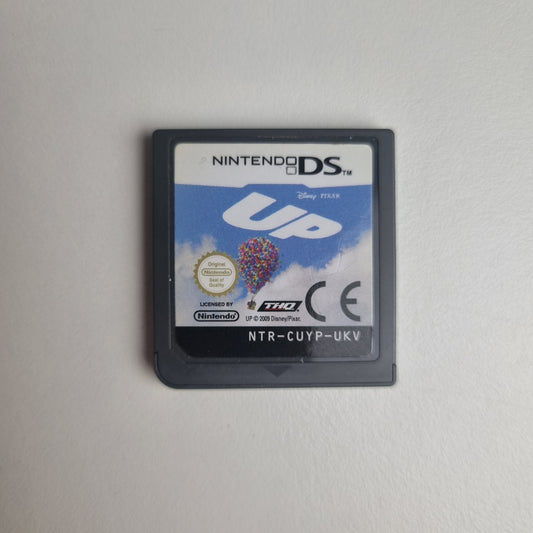 NINTENDO DS™
Disney · PIXAR
UP
Original
Nintendo
Seal of
Quality
LICENSED BY
Nintendo
THQ
CE
UP © 2009 Disney/Pixar.
NTR-CUYP-UKV